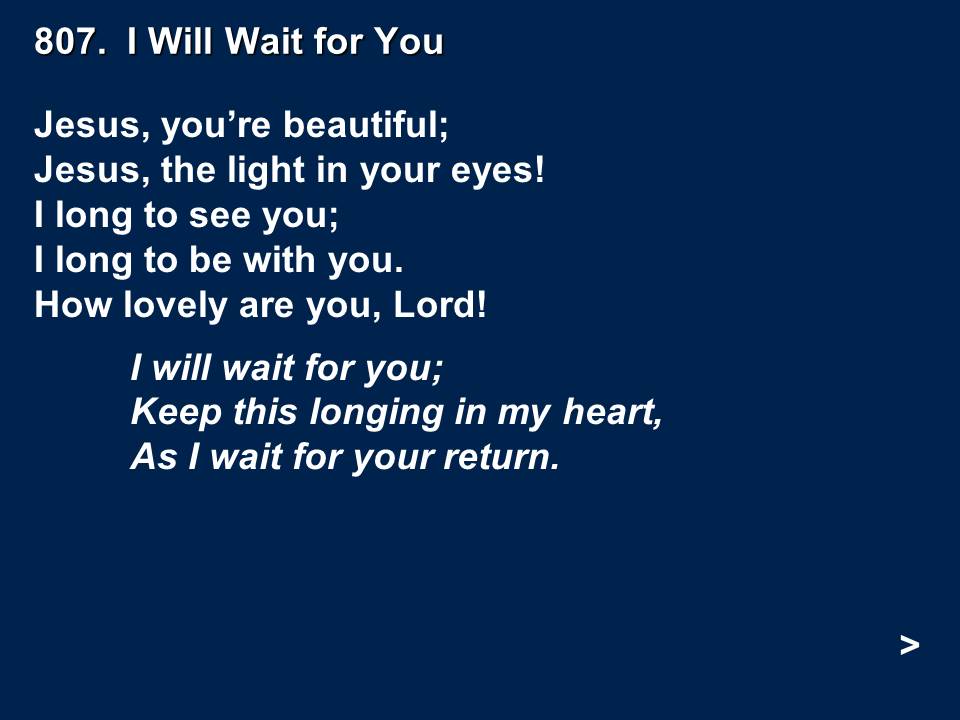 807.  I Will Wait for You
Jesus, you’re beautiful;
Jesus, the light in your eyes!
I long to see you;
I long to be with you.
How lovely are you, Lord!
I will wait for you;
Keep this longing in my heart,
As I wait for your return.
>